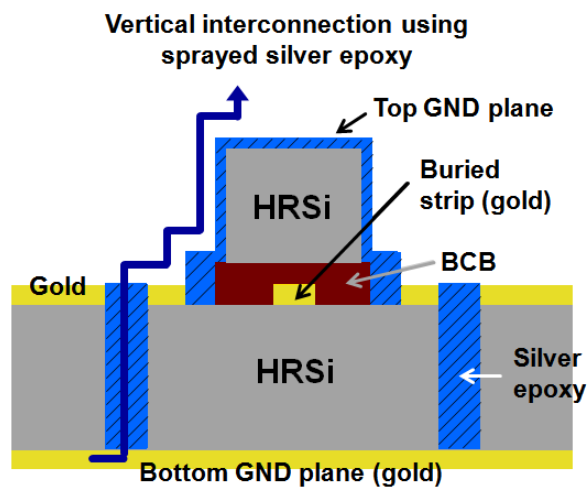 Vertical interconnection using
sprayed silver epoxy
Top GND plane
Buried
strip (gold)
HRSi
BCB
Gold
HRSi
Silver
epoxy
Bottom GND plane (gold)